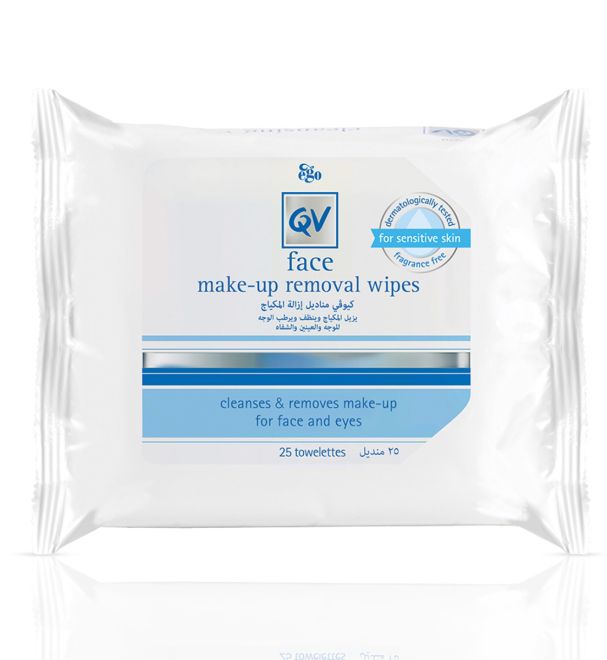 ego
QV
face
make-up removal wipes
كيوڤي مناديل إزالة المكياج
يزيل المكياج وينظف ويرطب الوجه
للوجه والعينين والشفاه
dermatologically tested
for sensitive skin
fragrance free
cleanses & removes make-up
for face and eyes
25 towelettes ٢٥ منديل